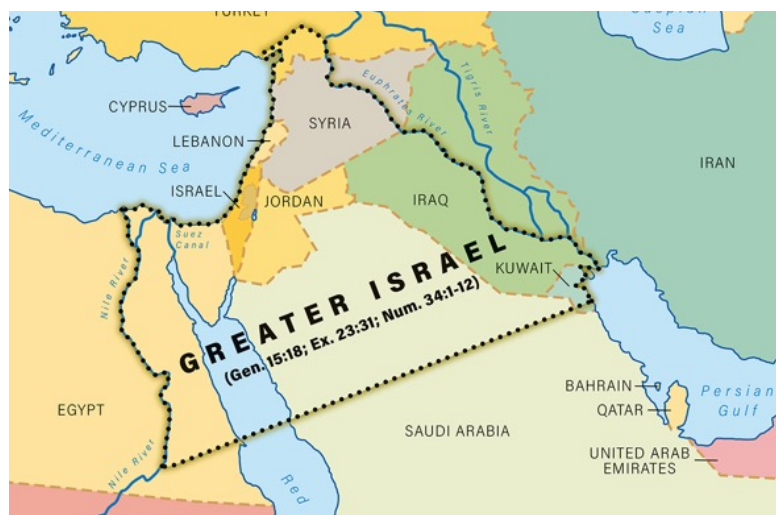 TURKEY
Caspian
Sea
CYPRUS
Mediterranean Sea
LEBANON
SYRIA
Euphrates River
Tigris River
IRAN
ISRAEL
JORDAN
IRAQ
Suez
Canal
Nile River
KUWAIT
GREATER ISRAEL
(Gen. 15:18; Ex. 23:31; Num. 34:1-12)
EGYPT
BAHRAIN
QATAR
Persian
Gulf
SAUDI ARABIA
UNITED ARAB
EMIRATES
Nile River
Red